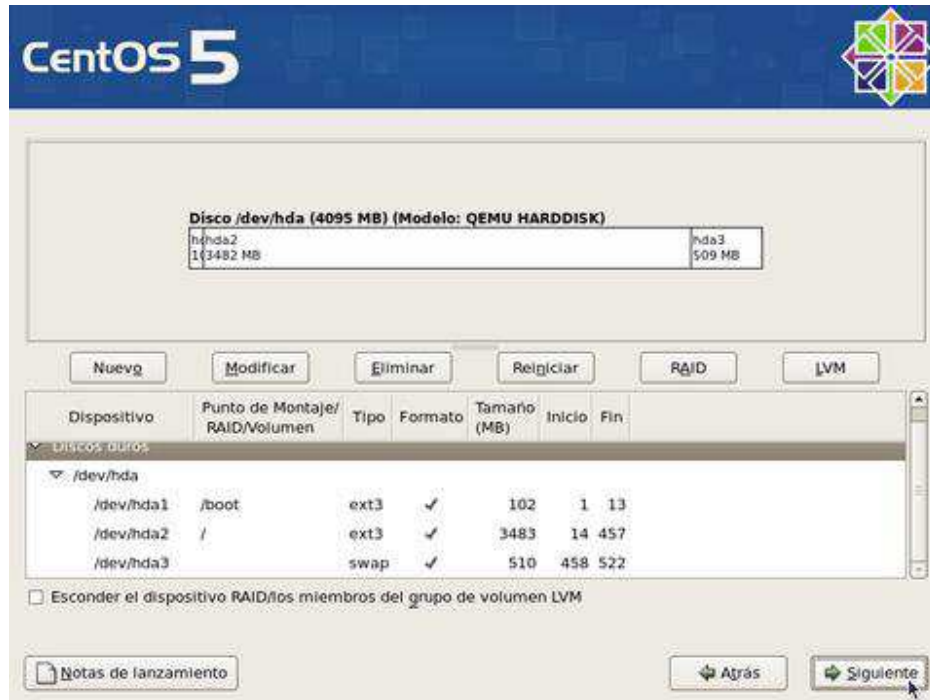 CentOS 5
Disco /dev/hda (4095 MB) (Modelo: QEMU HARDDISK)
hda2
3482 MB
hda3
509 MB
Nuevo
Modificar
Eliminar
Reiniciar
RAID
LVM
Dispositivo
Punto de Montaje/
RAID/Volumen
Tipo
Formato
Tamaño
(MB)
Inicio
Fin
Discos duros
/dev/hda
/dev/hda1 /boot ext3 102 1 13
/dev/hda2 / ext3 3483 14 457
/dev/hda3 swap 510 458 522
Esconder el dispositivo RAID/los miembros del grupo de volumen LVM
Notas de lanzamiento
Atrás
Siguiente